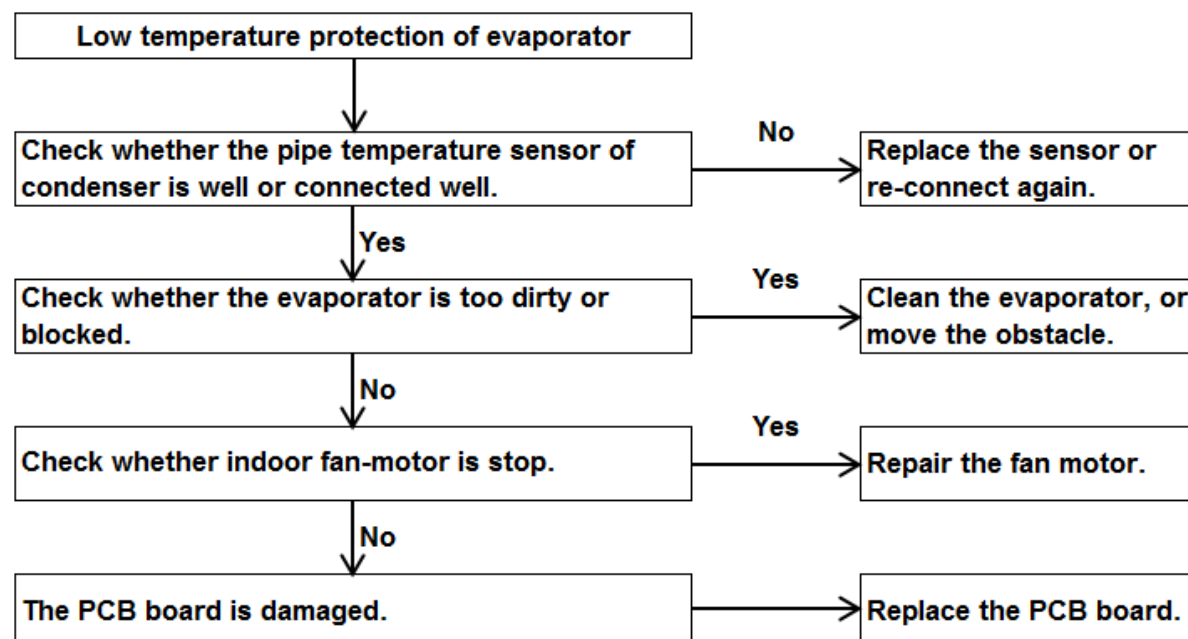 Low temperature protection of evaporator
Check whether the pipe temperature sensor of
condenser is well or connected well.
No
Replace the sensor or
re-connect again.
Yes
Check whether the evaporator is too dirty or
blocked.
Yes
Clean the evaporator, or
move the obstacle.
No
Check whether indoor fan-motor is stop.
Yes
Repair the fan motor.
No
The PCB board is damaged.
Replace the PCB board.